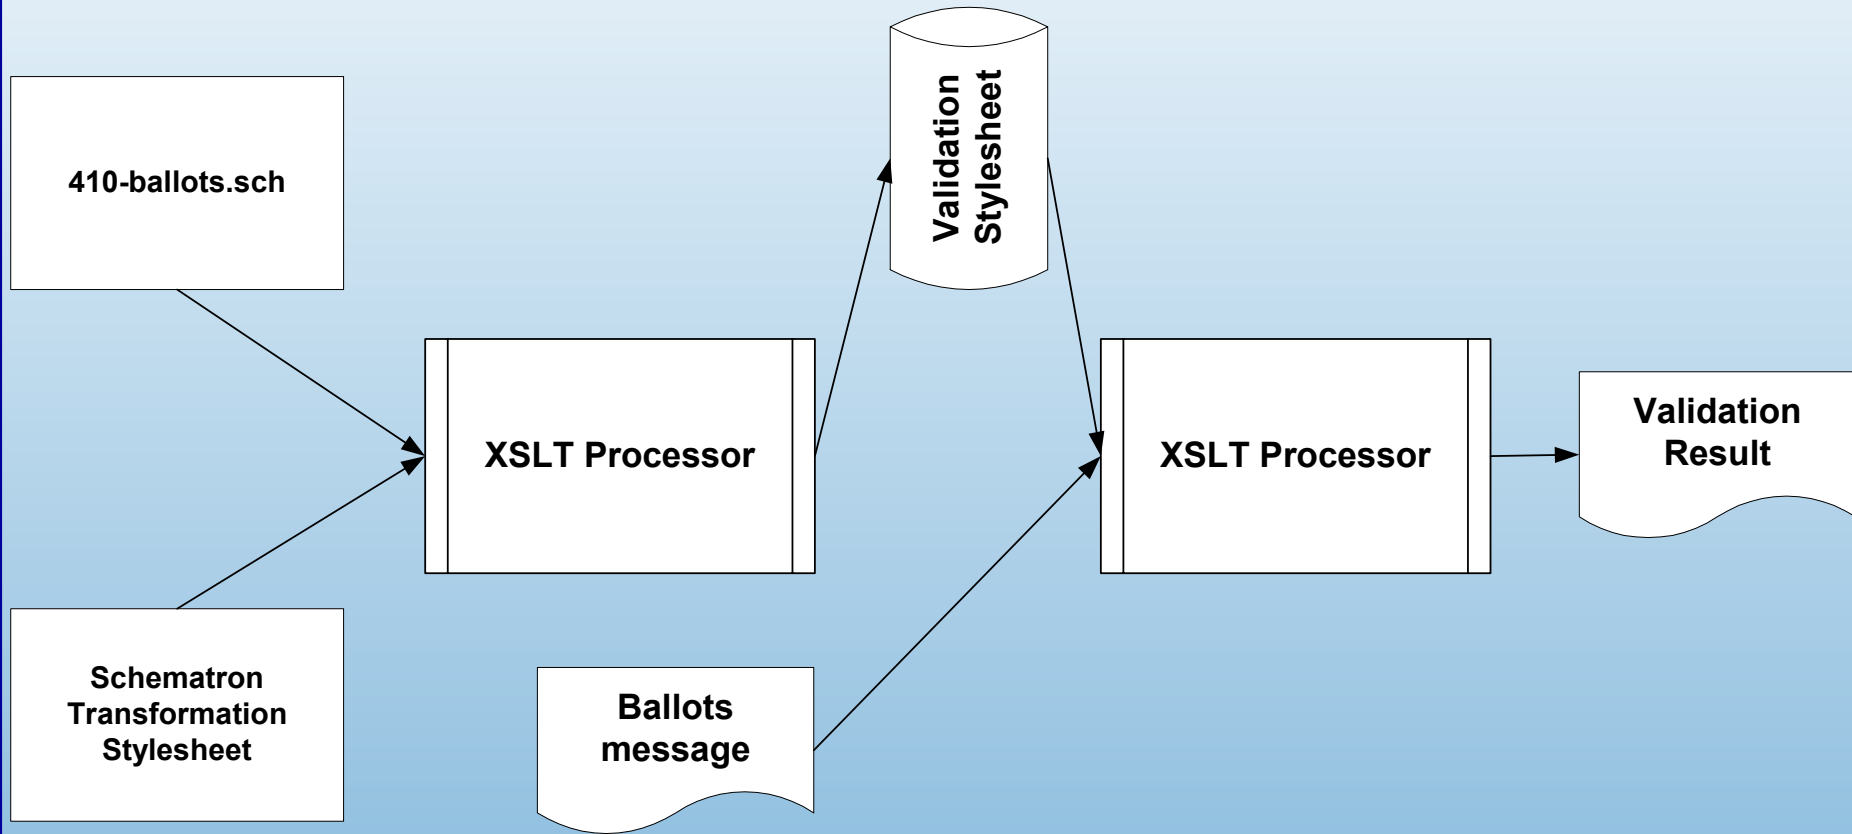 410-ballots.sch
Validation
Stylesheet
XSLT Processor
XSLT Processor
Validation
Result
Schematron
Transformation
Stylesheet
Ballots
message